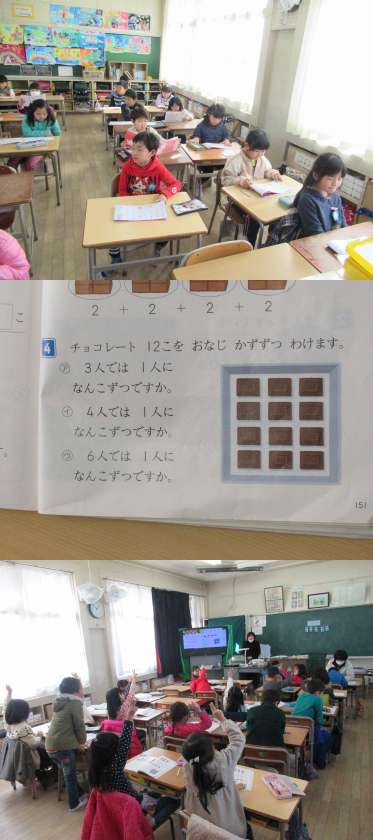 2 + 2 + 2 + 2
こ
4 チョコレート 12こを おなじ かずずつ わけます。
㋐ 3人では 1人に
なんこずつですか。
㋑ 4人では 1人に
なんこずつですか。
㋒ 6人では 1人に
なんこずつですか。
。
151